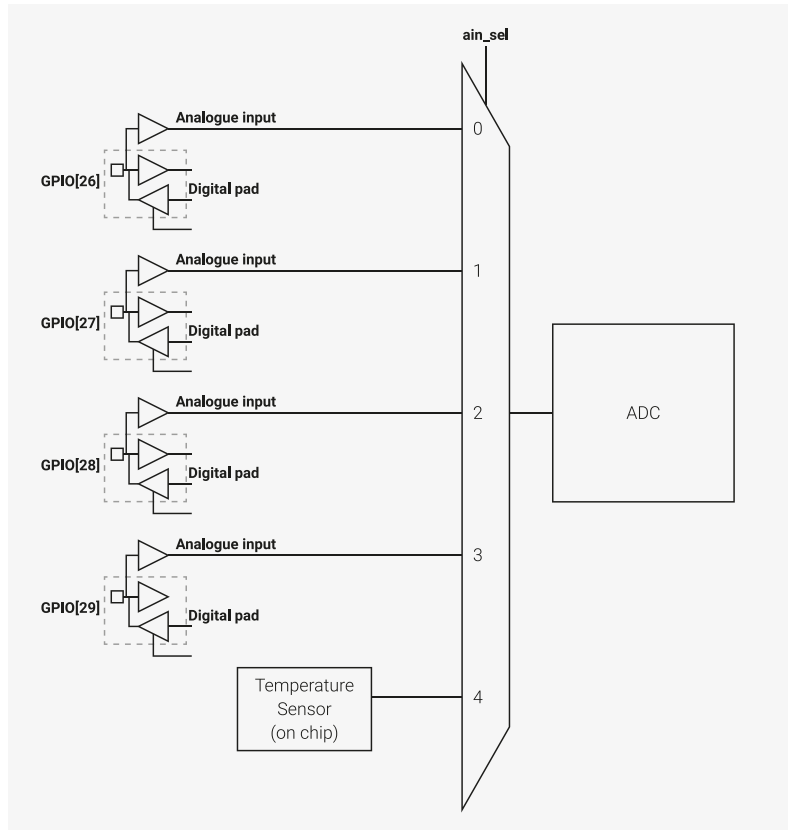 ain_sel
Analogue input
0
GPIO[26]
Digital pad
Analogue input
1
GPIO[27]
Digital pad
Analogue input
2
ADC
GPIO[28]
Digital pad
Analogue input
3
GPIO[29]
Digital pad
Temperature
Sensor
(on chip)
4